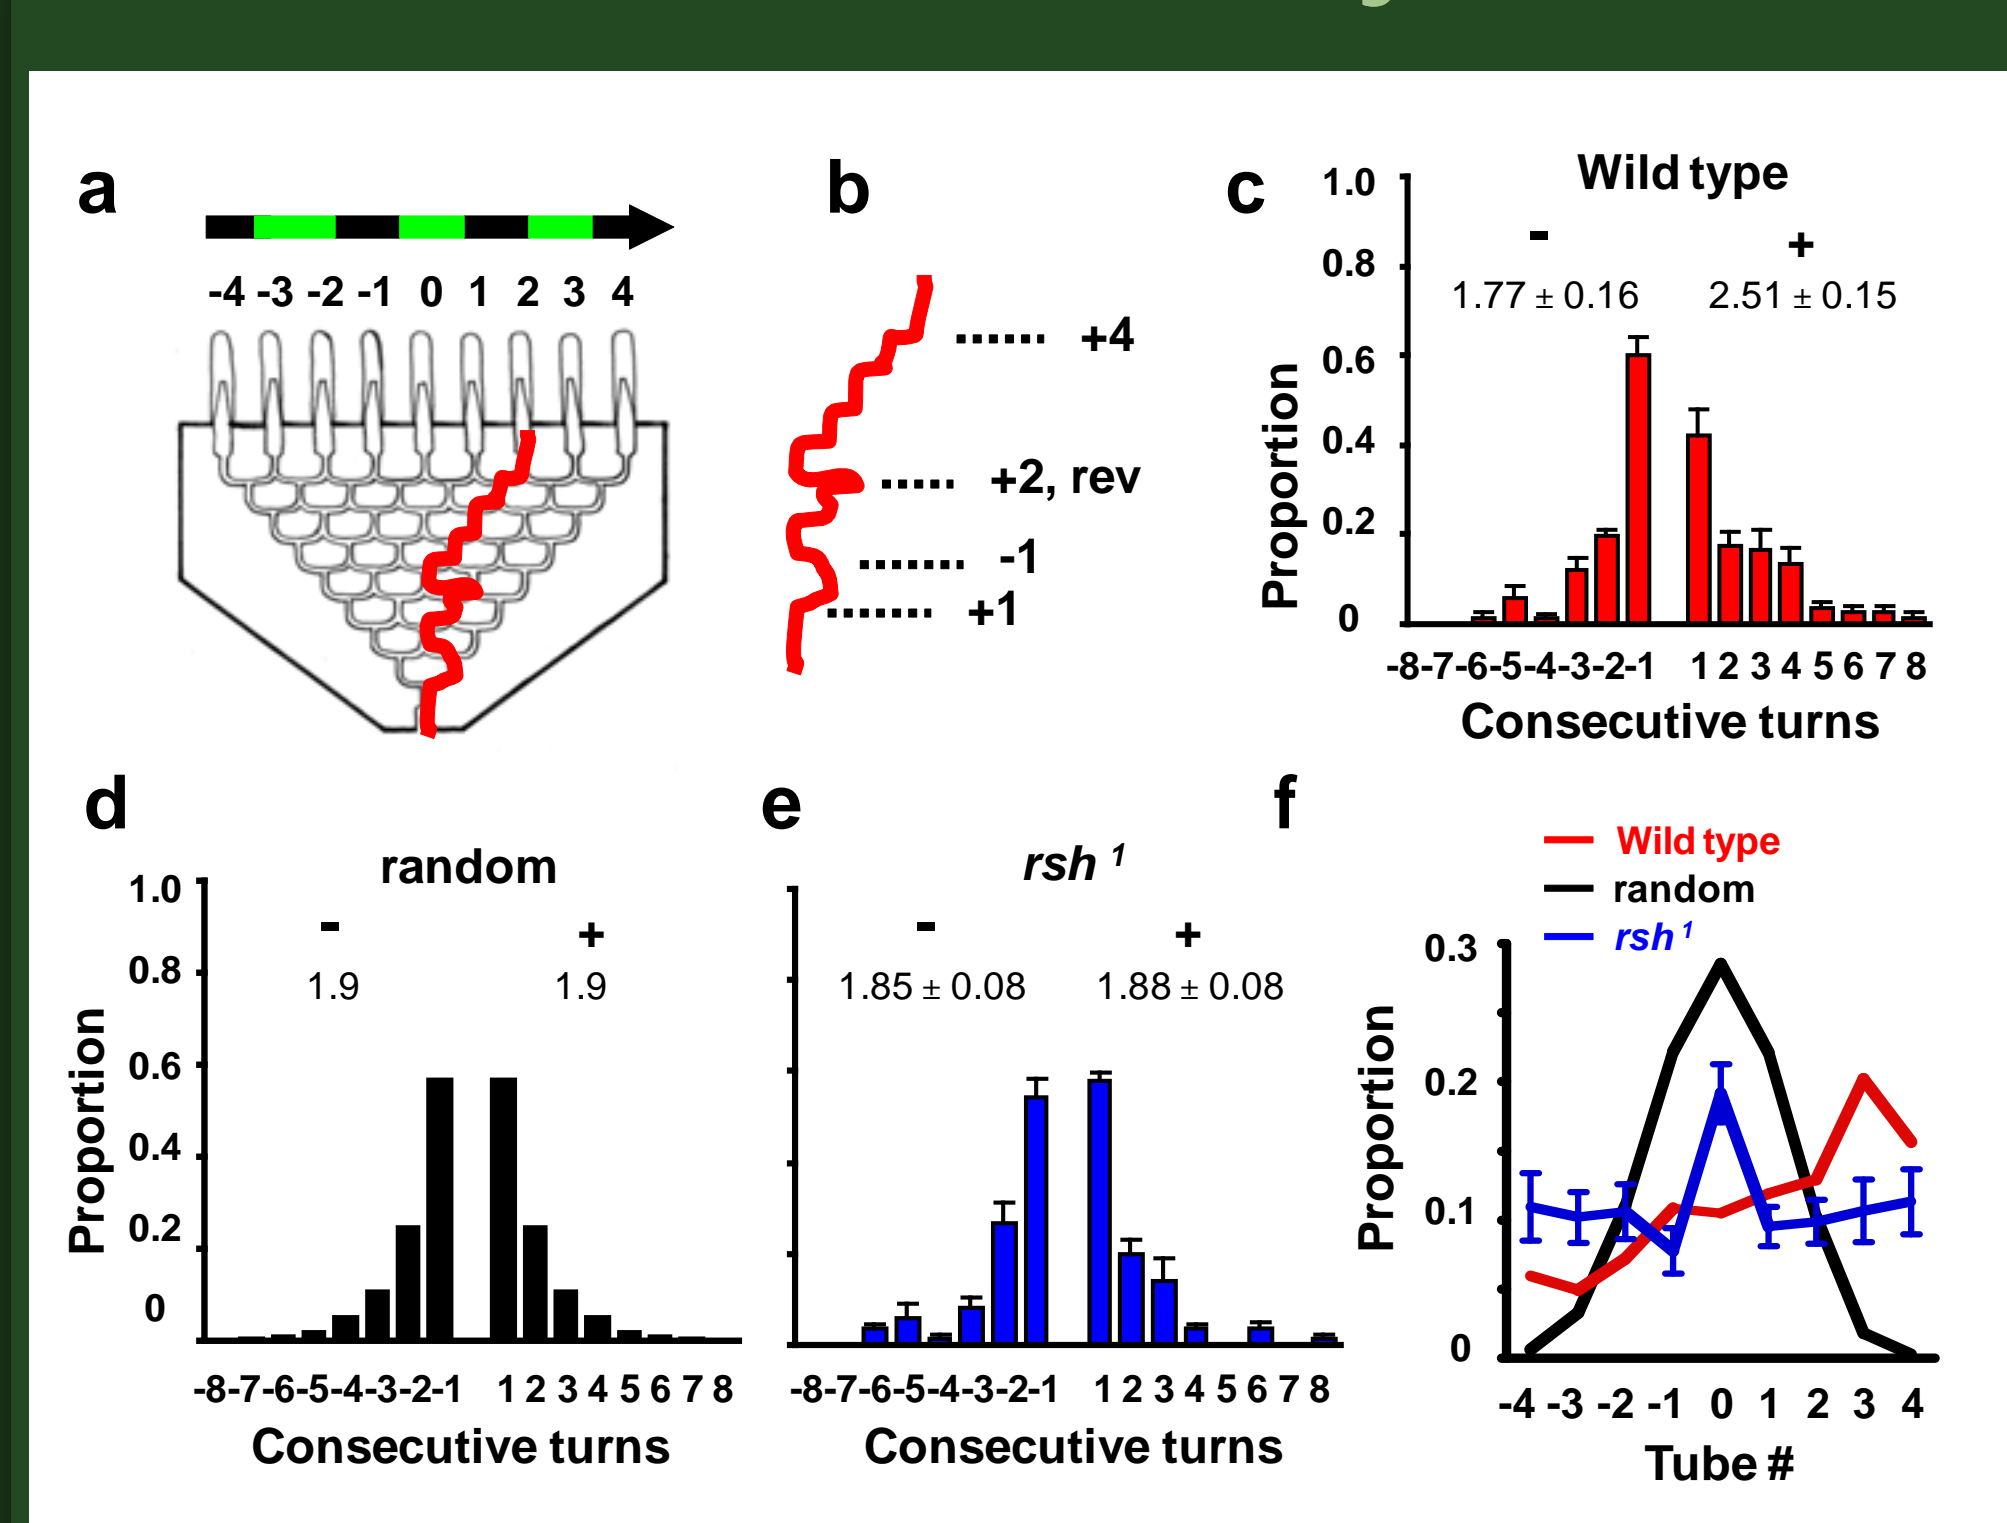 a
-4 -3 -2 -1 0 1 2 3 4
b
+4
+2, rev
-1
+1
c
Wild type
- +
1.77 ± 0.16 2.51 ± 0.15
1.0
0.8
0.6
0.4
0.2
0
Proportion
-8-7-6-5-4-3-2-1 1 2 3 4 5 6 7 8
Consecutive turns
d
random
- +
1.9 1.9
1.0
0.8
0.6
0.4
0.2
0
Proportion
-8-7-6-5-4-3-2-1 1 2 3 4 5 6 7 8
Consecutive turns
e
rsh 1
- +
1.85 ± 0.08 1.88 ± 0.08
-8-7-6-5-4-3-2-1 1 2 3 4 5 6 7 8
Consecutive turns
f
Wild type
random
rsh 1
0.3
0.2
0.1
0
Proportion
-4 -3 -2 -1 0 1 2 3 4
Tube #